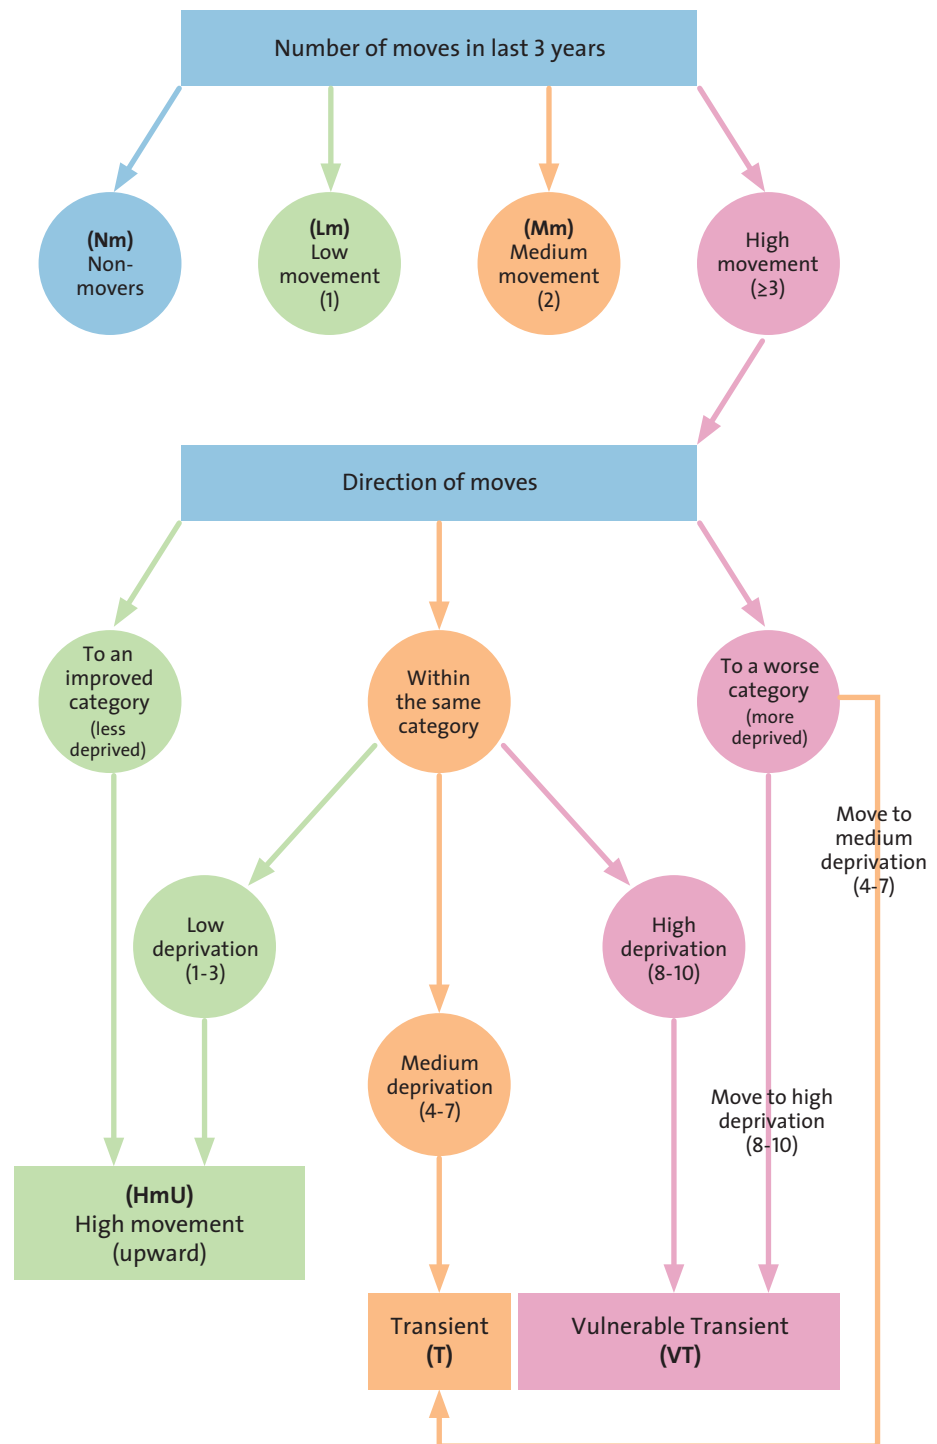 Number of moves in last 3 years
(Nm)
Non-
movers
(Lm)
Low
movement
(1)
(Mm)
Medium
movement
(2)
High
movement
(≥3)
Direction of moves
To an
improved
category
(less
deprived)
Within
the same
category
To a worse
category
(more
deprived)
Move to
medium
deprivation
(4-7)
Low
deprivation
(1-3)
High
deprivation
(8-10)
Medium
deprivation
(4-7)
Move to high
deprivation
(8-10)
(HmU)
High movement
(upward)
Transient
(T)
Vulnerable Transient
(VT)